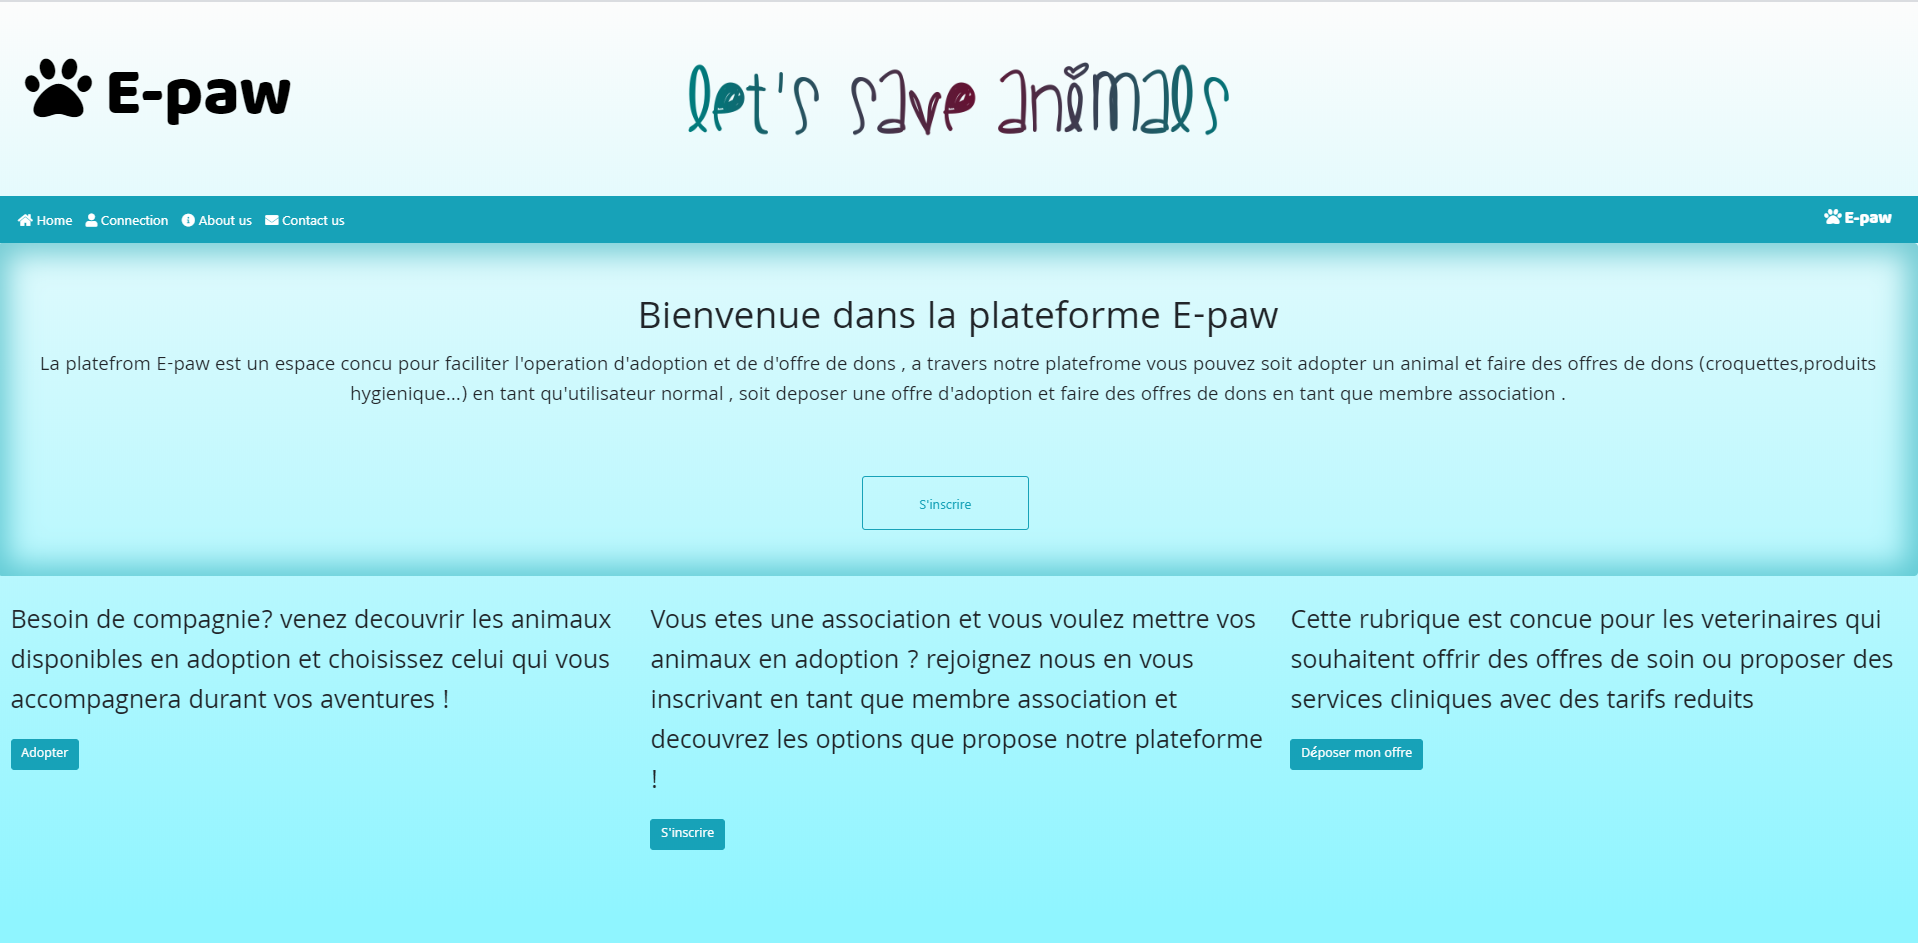 E-paw
let's save animals
Home Connection About us Contact us
E-paw
Bienvenue dans la plateforme E-paw
La platefrom E-paw est un espace concu pour faciliter l'operation d'adoption et de d'offre de dons , a travers notre platefrome vous pouvez soit adopter un animal et faire des offres de dons (croquettes,produits
hygienique...) en tant qu'utilisateur normal , soit deposer une offre d'adoption et faire des offres de dons en tant que membre association .
S'inscrire
Besoin de compagnie? venez decouvrir les animaux
disponibles en adoption et choisissez celui qui vous
accompagnera durant vos aventures !
Adopter
Vous etes une association et vous voulez mettre vos
animaux en adoption ? rejoignez nous en vous
inscrivant en tant que membre association et
decouvrez les options que propose notre plateforme
!
S'inscrire
Cette rubrique est concue pour les veterinaires qui
souhaitent offrir des offres de soin ou proposer des
services cliniques avec des tarifs reduits
Déposer mon offre